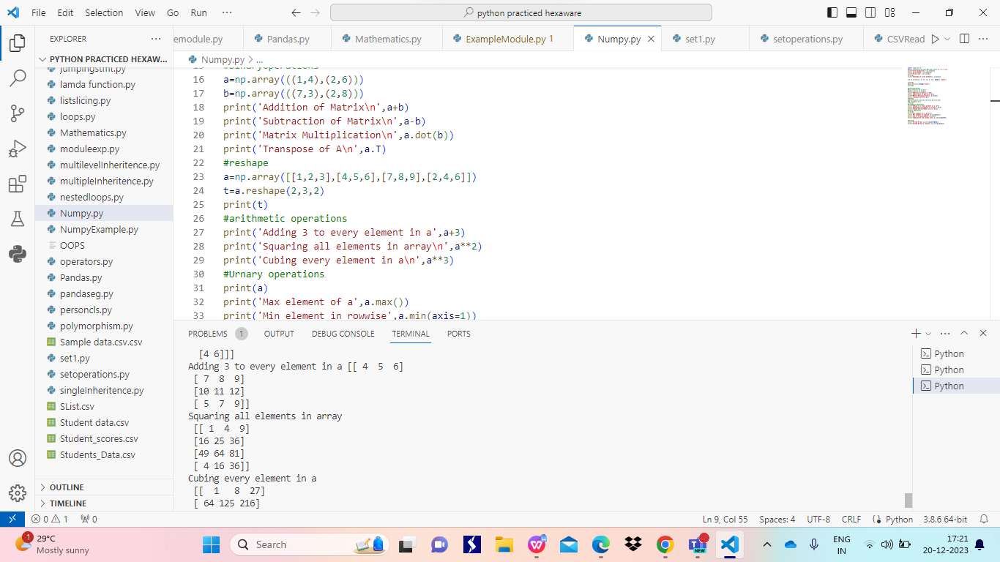 File Edit Selection View Go Run ··· python practiced hexaware
EXPLORER ···
PYTHON PRACTICED HEXAW...
jumpingstmt.py
lamda function.py
listslicing.py
loops.py
Mathematics.py
moduleexp.py
multilevelInheritence.py
multipleInheritence.py
nestedloops.py
Numpy.py
NumpyExample.py
OOPS
operators.py
Pandas.py
pandaseg.py
personcls.py
polymorphism.py
Sample data.csv.csv
set1.py
setoperations.py
singleInheritence.py
SList.csv
Student data.csv
Student_scores.csv
Students_Data.csv
OUTLINE
TIMELINE
emodule.py Pandas.py Mathematics.py ExampleModule.py 1 Numpy.py set1.py setoperations.py CSVRead
Numpy.py > ...
15 #binaryoperations
16 a=np.array(((1,4),(2,6)))
17 b=np.array(((7,3),(2,8)))
18 print('Addition of Matrix\n',a+b)
19 print('Subtraction of Matrix\n',a-b)
20 print('Matrix Multiplication\n',a.dot(b))
21 print('Transpose of A\n',a.T)
22 #reshape
23 a=np.array([[1,2,3],[4,5,6],[7,8,9],[2,4,6]])
24 t=a.reshape(2,3,2)
25 print(t)
26 #arithmetic operations
27 print('Adding 3 to every element in a',a+3)
28 print('Squaring all elements in array\n',a**2)
29 print('Cubing every element in a\n',a**3)
30 #Urnary operations
31 print(a)
32 print('Max element of a',a.max())
33 print('Min element in rowwise',a.min(axis=1))
PROBLEMS 1 OUTPUT DEBUG CONSOLE TERMINAL PORTS
[4 6]]]
Adding 3 to every element in a [[ 4  5  6]
[ 7  8  9]
[10 11 12]
[ 5  7  9]]
Squaring all elements in array
[[ 1  4  9]
[16 25 36]
[49 64 81]
[ 4 16 36]]
Cubing every element in a
[[  1   8  27]
[ 64 125 216]
Python
Python
Python
0 1 0 Ln 9, Col 55 Spaces: 4 UTF-8 CRLF Python 3.8.6 64-bit
1 29°C
Mostly sunny
Search
NEW
ENG
IN
17:21
20-12-2023